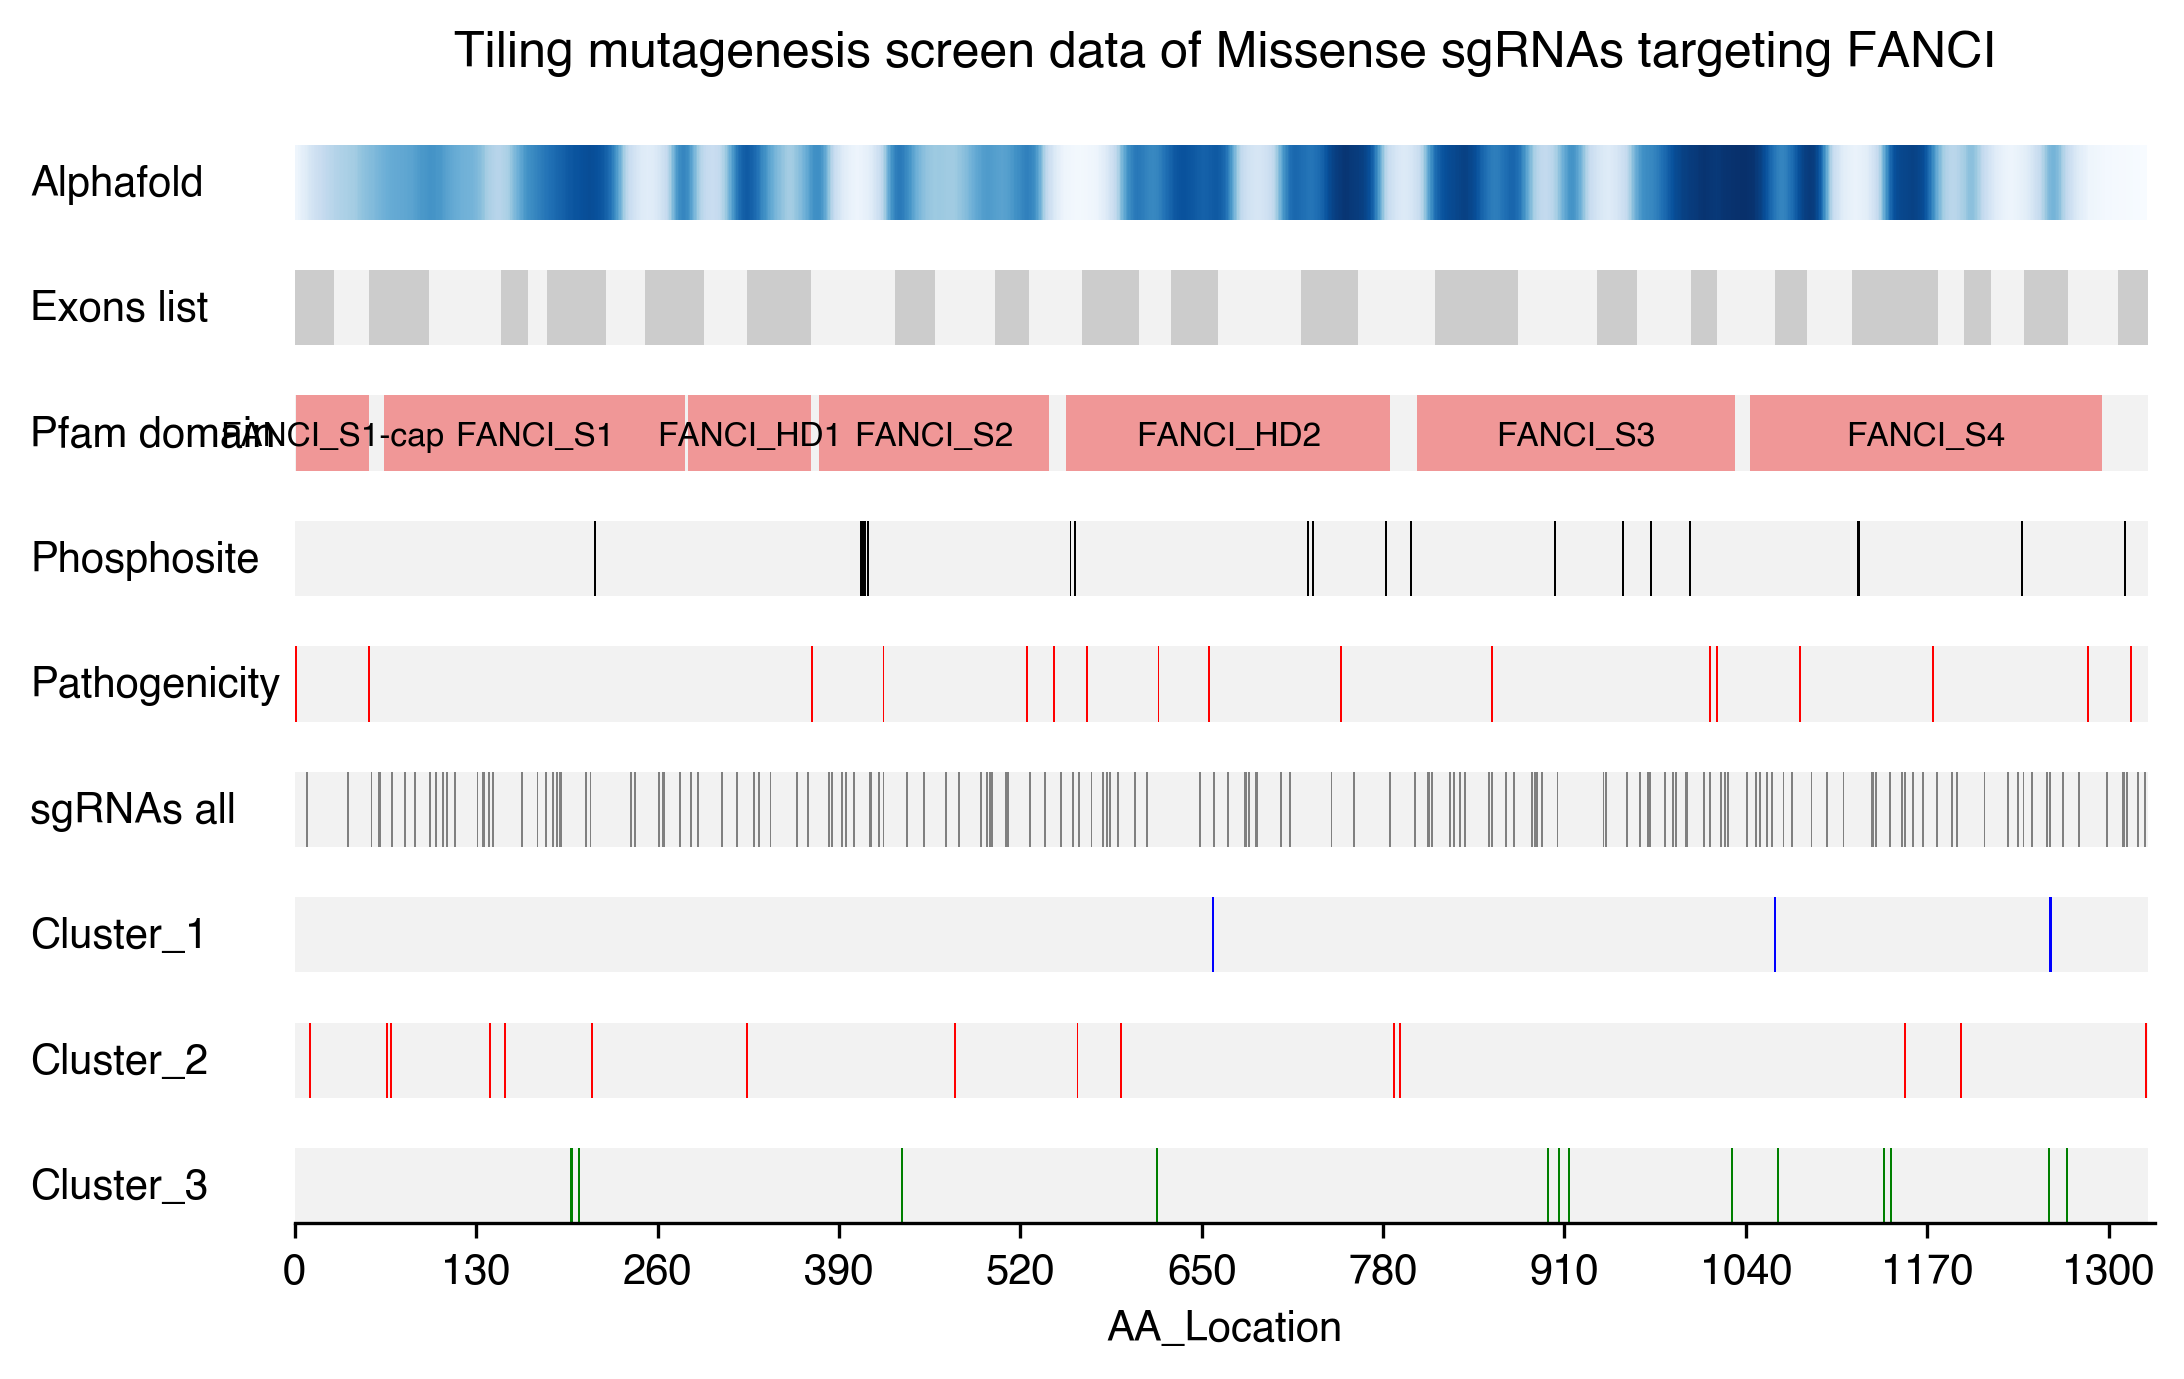 Tiling mutagenesis screen data of Missense sgRNAs targeting FANCI
Alphafold
Exons list
Pfam domain
FANCI_S1-cap FANCI_S1 FANCI_HD1 FANCI_S2 FANCI_HD2 FANCI_S3 FANCI_S4
Phosphosite
Pathogenicity
sgRNAs all
Cluster_1
Cluster_2
Cluster_3
0 130 260 390 520 650 780 910 1040 1170 1300
AA_Location